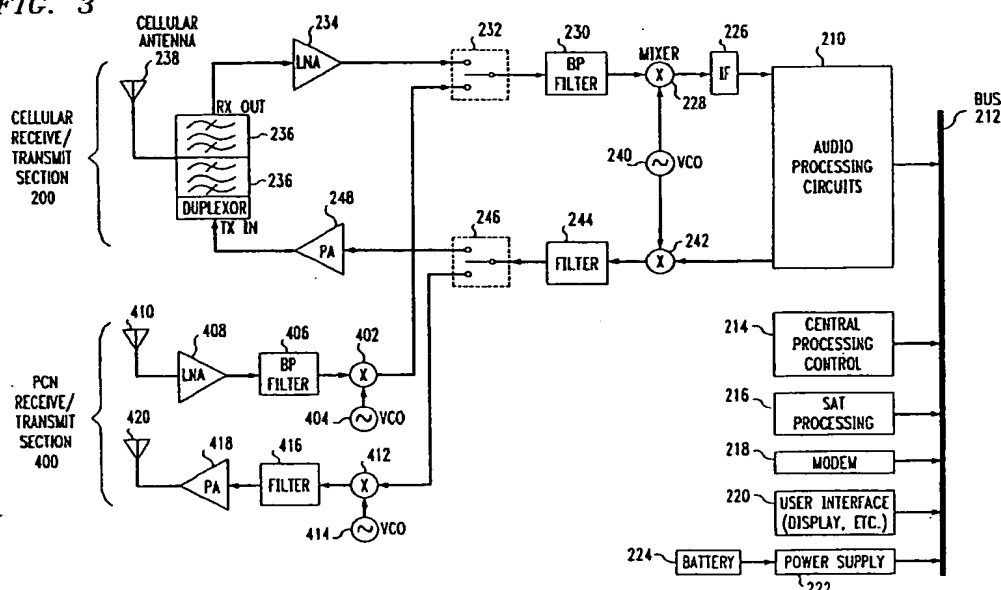 FIG. 3
CELLULAR
ANTENNA
238
234
LNA
232
230
BP
FILTER
MIXER
X
228
226
IF
210
BUS
212
RX OUT
236
236
CELLULAR
RECEIVE/
TRANSMIT
SECTION
200
DUPLEXOR
TX IN
248
PA
246
244
FILTER
240
VCO
X
242
AUDIO
PROCESSING
CIRCUITS
410
408
LNA
406
BP
FILTER
402
X
404
VCO
PCN
RECEIVE/
TRANSMIT
SECTION
400
420
418
PA
416
FILTER
412
X
414
VCO
214
CENTRAL
PROCESSING
CONTROL
216
SAT
PROCESSING
218
MODEM
220
USER INTERFACE
(DISPLAY, ETC.)
224
BATTERY
POWER SUPPLY
222